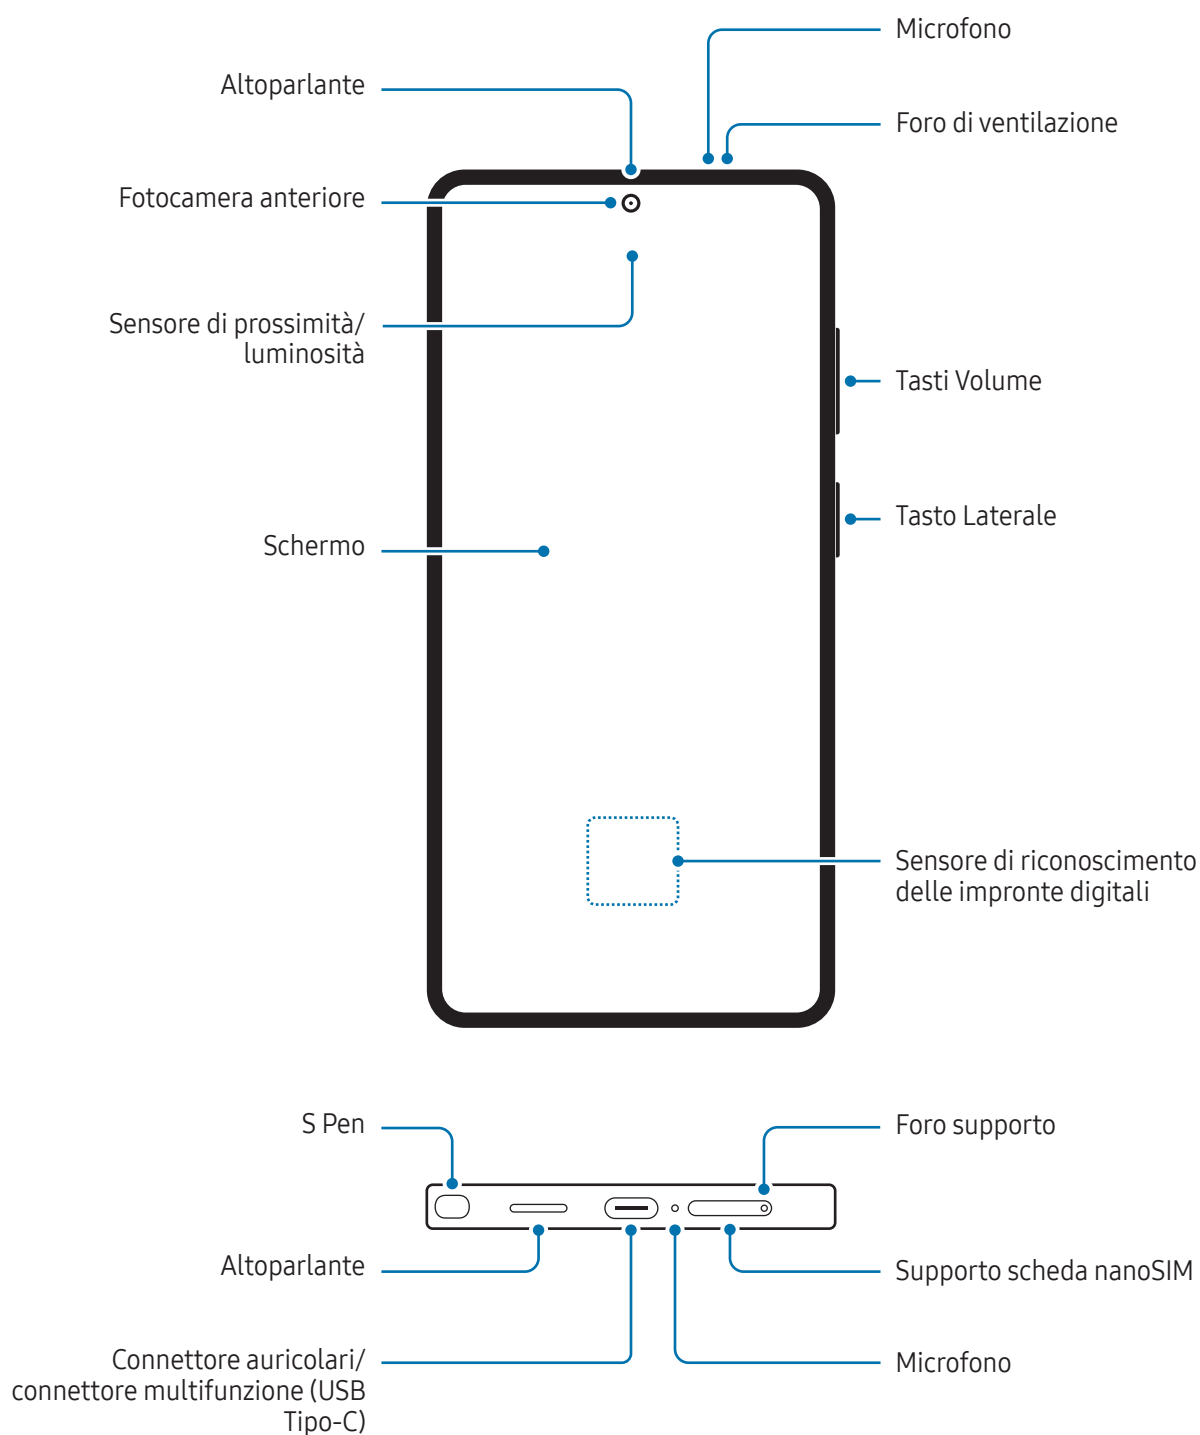 Microfono
Altoparlante
Foro di ventilazione
Fotocamera anteriore
Sensore di prossimità/
luminosità
Tasti Volume
Tasto Laterale
Schermo
Sensore di riconoscimento
delle impronte digitali
S Pen
Foro supporto
Altoparlante
Supporto scheda nanoSIM
Connettore auricolari/
connettore multifunzione (USB
Tipo-C)
Microfono